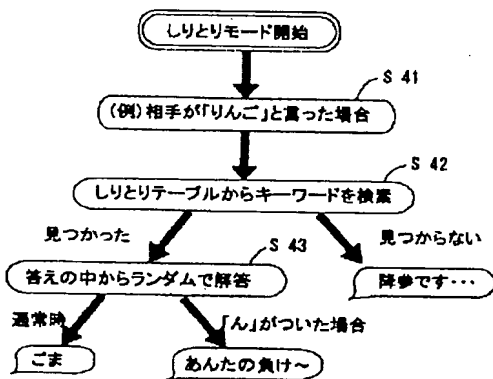 しりとりモード開始
S 41
(例)相手が「りんご」と言った場合
S 42
しりとりテーブルからキーワードを検索
見つかった
見つからない
S 43
答えの中からランダムで解答
降参です・・・
通常時
「ん」がついた場合
ごま
あんたの負け～